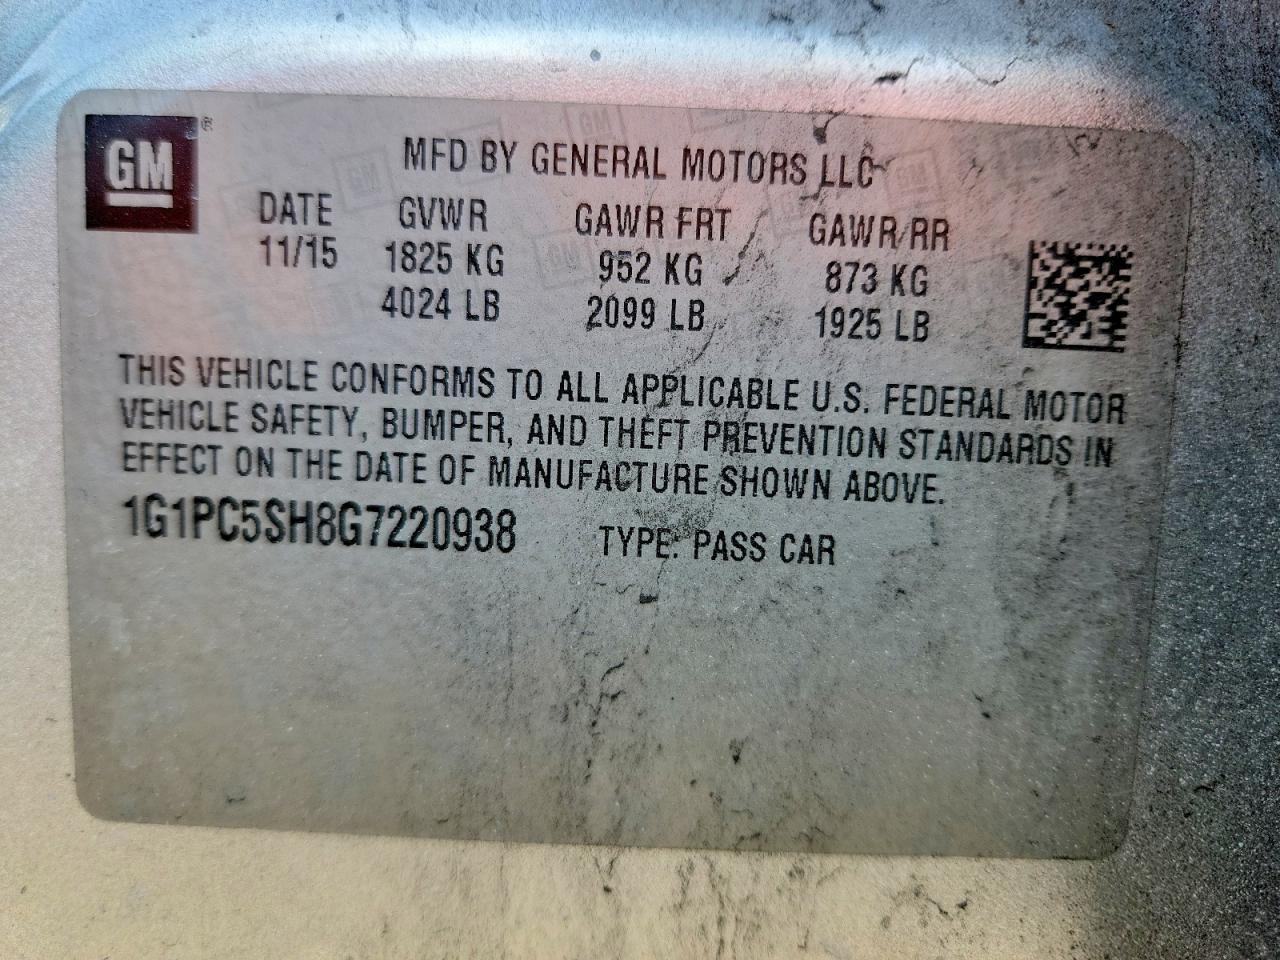 GM®
MFD BY GENERAL MOTORS LLC
DATE GVWR GAWR FRT GAWR RR
11/15 1825 KG 952 KG 873 KG
4024 LB 2099 LB 1925 LB
THIS VEHICLE CONFORMS TO ALL APPLICABLE U.S. FEDERAL MOTOR
VEHICLE SAFETY, BUMPER, AND THEFT PREVENTION STANDARDS IN
EFFECT ON THE DATE OF MANUFACTURE SHOWN ABOVE.
1G1PC5SH8G7220938 TYPE: PASS CAR